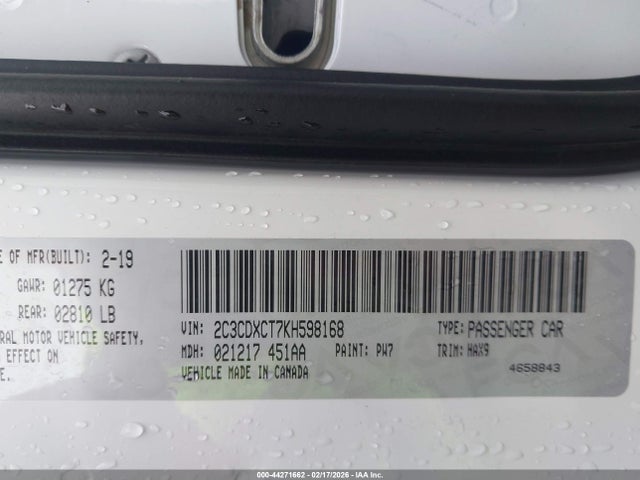 E OF MFR(BUILT): 2-19
GAWR: 01275 KG
REAR: 02810 LB
RAL MOTOR VEHICLE SAFETY,
EFFECT ON
E.
VIN: 2C3CDXCT7KH598168
TYPE: PASSENGER CAR
MDH: 021217 451AA
PAINT: PW7
TRIM: HAX9
VEHICLE MADE IN CANADA
4658843
000-44271662 | 02/17/2026 - IAA Inc.